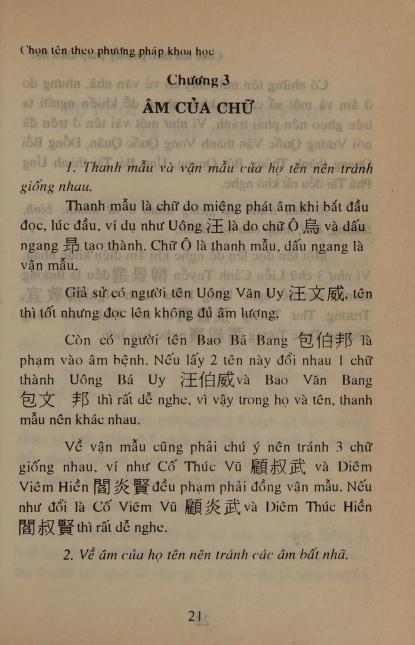 Chọn tên theo phương pháp khoa học
Chương 3
ÂM CỦA CHỮ
1. Thanh mẫu và vận mẫu của họ tên nên tránh
giống nhau.
Thanh mẫu là chữ do miệng phát âm khi bắt đầu
đọc, lúc đầu, ví dụ như Uông 汪 là do chữ Ô 烏 và dấu
ngang 昻 tạo thành. Chữ Ô là thanh mẫu, dấu ngang là
vận mẫu.
Giả sử có người tên Uông Văn Uy 汪文威, tên
thì tốt nhưng đọc lên không đủ âm lượng.
Còn có người tên Bao Bá Bang 包伯邦 là
phạm vào âm bệnh. Nếu lấy 2 tên này đổi nhau 1 chữ
thành Uông Bá Uy 汪伯威 và Bao Văn Bang
包文 邦 thì rất dễ nghe, vì vậy trong họ và tên, thanh
mẫu nên khác nhau.
Về vận mẫu cũng phải chú ý nên tránh 3 chữ
giống nhau, ví như Cố Thúc Vũ 顧叔武 và Diêm
Viêm Hiền 閻炎賢 đều phạm phải đồng vận mẫu. Nếu
như đổi là Cố Viêm Vũ 顧炎武 và Diêm Thúc Hiền
閻叔賢 thì rất dễ nghe.
2. Về âm của họ tên nên tránh các âm bất nhã.
21